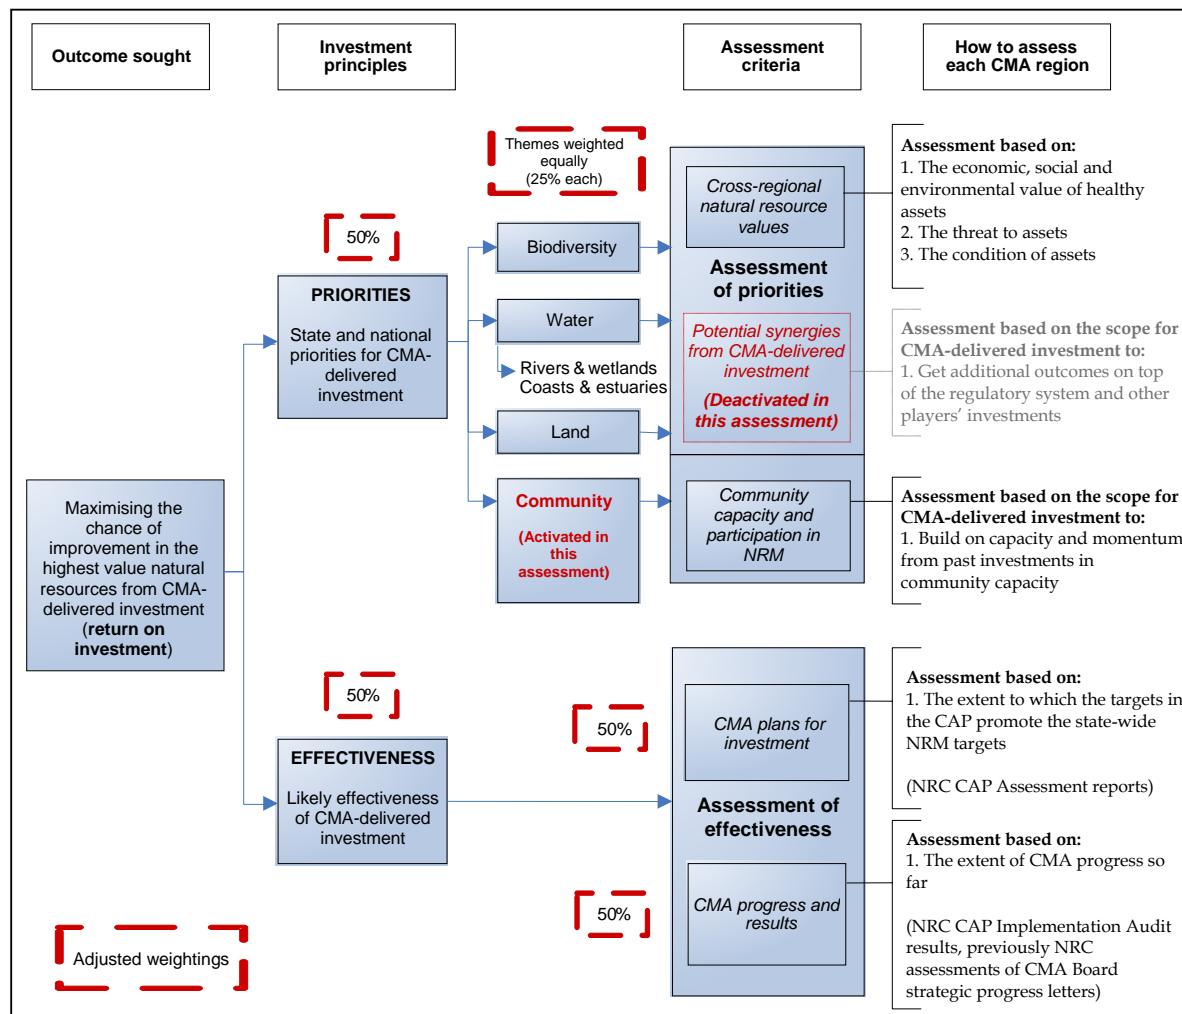 Outcome sought
Investment
principles
Assessment
criteria
How to assess
each CMA region
Themes weighted
equally
(25% each)
50%
PRIORITIES
State and national
priorities for CMA-
delivered
investment
Biodiversity
Water
Rivers & wetlands
Coasts & estuaries
Land
Community
(Activated in
this
assessment)
Cross-regional
natural resource
values
Assessment
of priorities
Potential synergies
from CMA-delivered
investment
(Deactivated in
this assessment)
Community
capacity and
participation in
NRM
Assessment based on:
1. The economic, social and
environmental value of healthy
assets
2. The threat to assets
3. The condition of assets
Assessment based on the scope for
CMA-delivered investment to:
1. Get additional outcomes on top
of the regulatory system and other
players’ investments
Assessment based on the scope for
CMA-delivered investment to:
1. Build on capacity and momentum
from past investments in
community capacity
Maximising the
chance of
improvement in the
highest value natural
resources from CMA-
delivered investment
(return on
investment)
50%
EFFECTIVENESS
Likely effectiveness
of CMA-delivered
investment
50%
CMA plans for
investment
Assessment of
effectiveness
50%
CMA progress and
results
Assessment based on:
1. The extent to which the targets in
the CAP promote the state-wide
NRM targets
(NRC CAP Assessment reports)
Assessment based on:
1. The extent of CMA progress so
far
(NRC CAP Implementation Audit
results, previously NRC
assessments of CMA Board
strategic progress letters)
Adjusted weightings